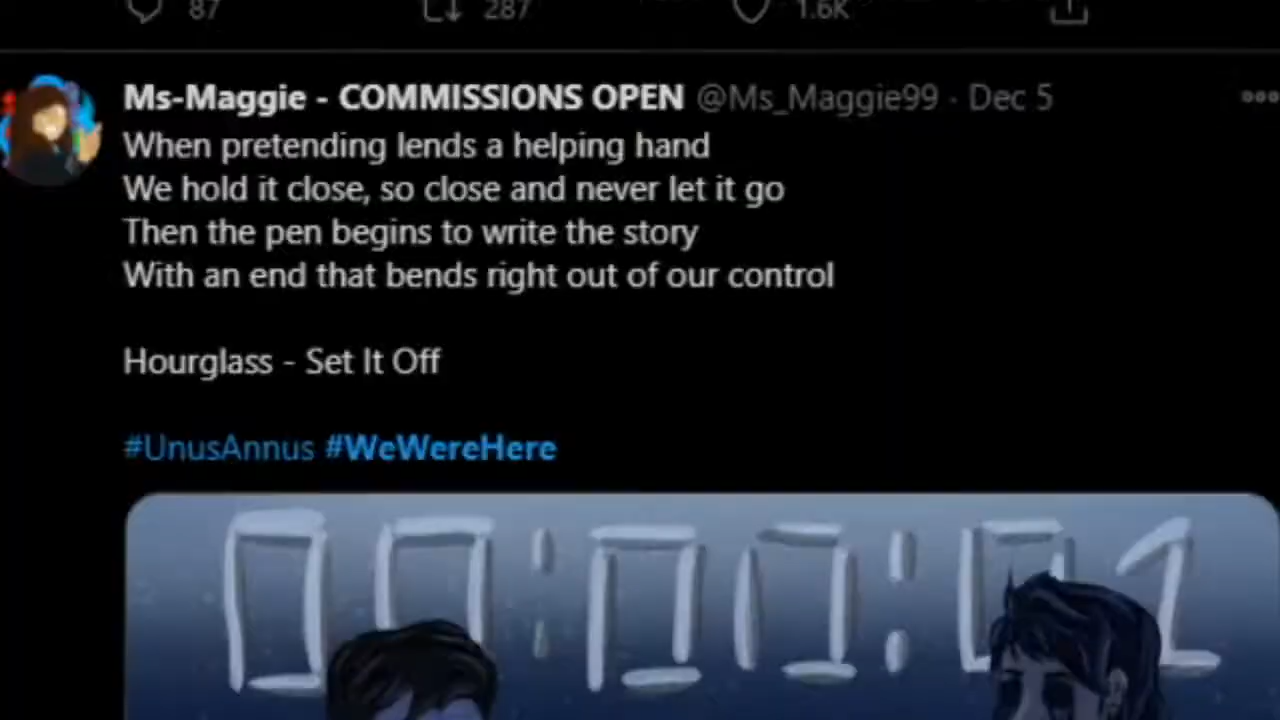 87 287 1.6K
Ms-Maggie - COMMISSIONS OPEN @Ms_Maggie99 · Dec 5
When pretending lends a helping hand
We hold it close, so close and never let it go
Then the pen begins to write the story
With an end that bends right out of our control
Hourglass - Set It Off
#UnusAnnus #WeWereHere
00:00:01